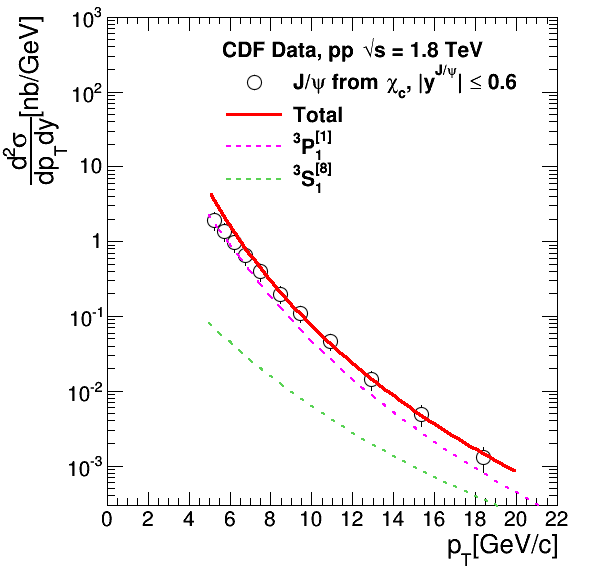 CDF Data, pp √s = 1.8 TeV
J/ψ from χ_c, |y^{J/ψ}| ≤ 0.6
Total
³P₁^[1]
³S₁^[8]
d²σ/dp_T dy [nb/GeV]
10³
10²
10
1
10⁻¹
10⁻²
10⁻³
0 2 4 6 8 10 12 14 16 18 20 22
p_T[GeV/c]